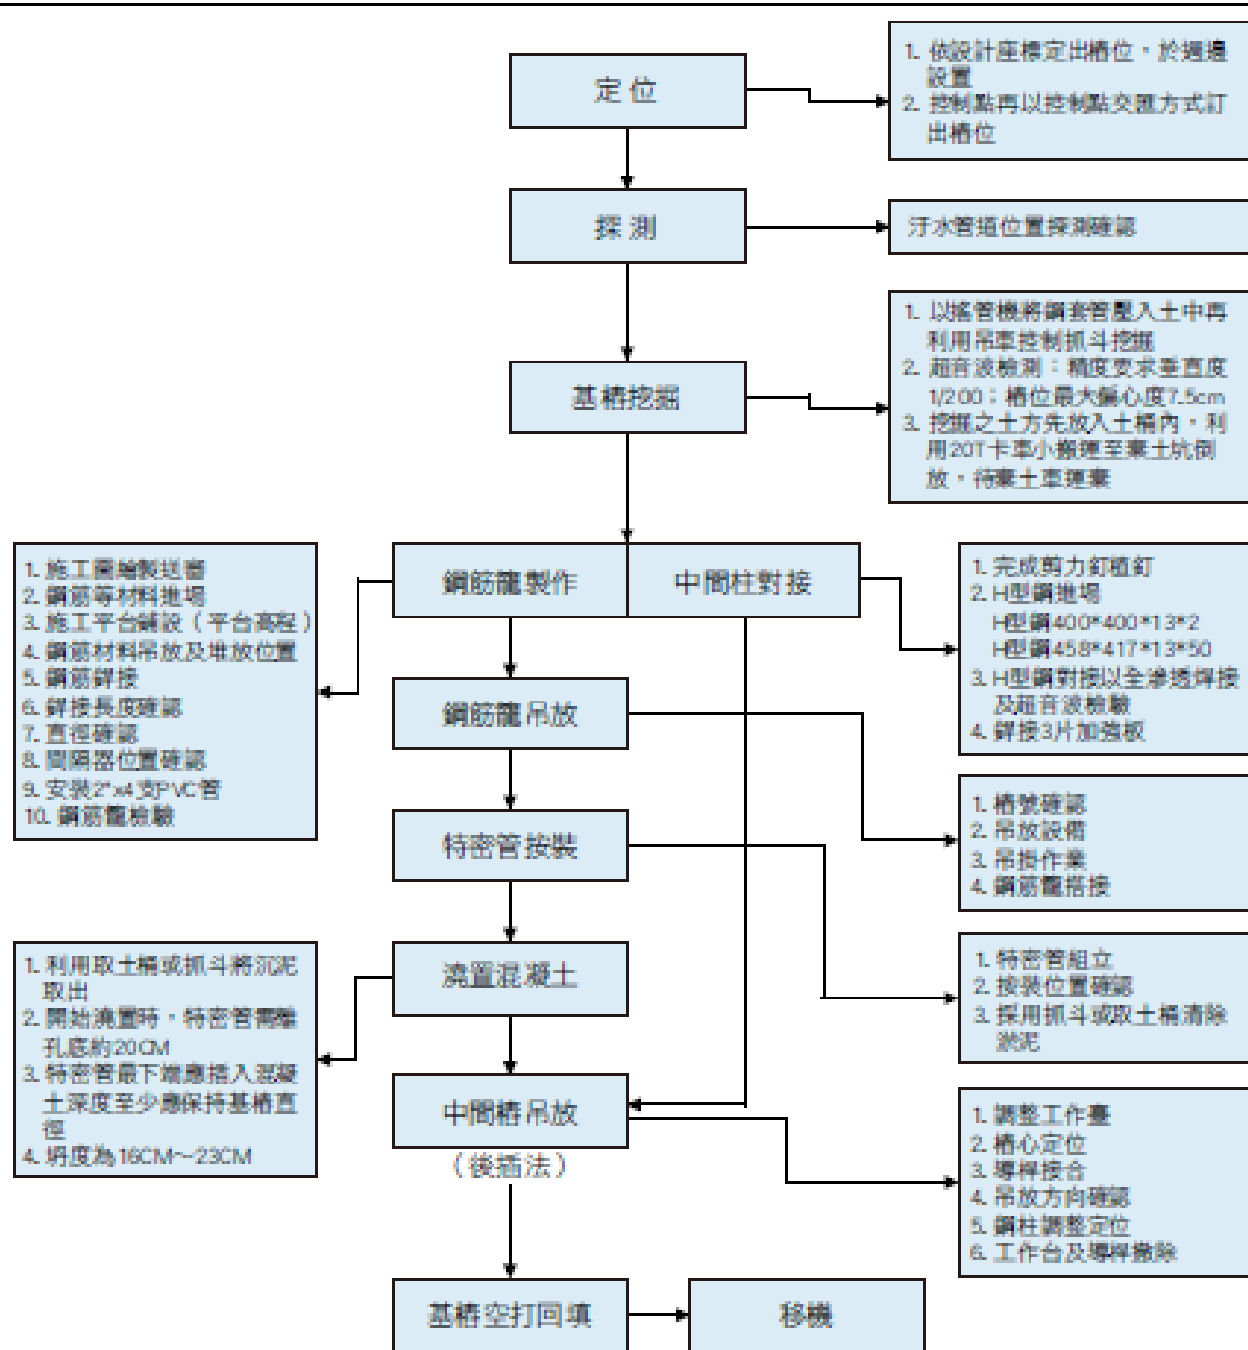 定位
1. 依設計座標定出樁位，於週邊
設置
2. 控制點再以控制點交匯方式訂
出樁位
探測
汙水管道位置探測確認
基樁挖掘
1. 以搖管機將鋼套管壓入土中再
利用吊車控制抓斗挖掘
2. 超音波檢測：精度要求垂直度
1/200；樁位最大偏心度7.5cm
3. 挖掘之土方先放入土桶內，利
用20T卡車小搬運至棄土坑倒
放，待棄土車運棄
鋼筋籠製作
中間柱對接
1. 施工圖繪製送審
2. 鋼筋等材料進場
3. 施工平台鋪設（平台高程）
4. 鋼筋材料吊放及堆放位置
5. 鋼筋銲接
6. 銲接長度確認
7. 直徑確認
8. 間隔器位置確認
9. 安裝2"x4支PVC管
10. 鋼筋籠檢驗
1. 完成剪力釘植釘
2. H型鋼進場
H型鋼400*400*13*2
H型鋼458*417*13*50
3. H型鋼對接以全滲透焊接
及超音波檢驗
4. 銲接3片加強板
鋼筋籠吊放
1. 樁號確認
2. 吊放設備
3. 吊掛作業
4. 鋼筋籠搭接
特密管按裝
1. 特密管組立
2. 按裝位置確認
3. 採用抓斗或取土桶清除
淤泥
澆置混凝土
1. 利用取土桶或抓斗將沉泥
取出
2. 開始澆置時，特密管需離
孔底約20CM
3. 特密管最下端應插入混凝
土深度至少應保持基樁直
徑
4. 坍度為16CM～23CM
中間樁吊放
（後插法）
1. 調整工作臺
2. 樁心定位
3. 導桿接合
4. 吊放方向確認
5. 鋼柱調整定位
6. 工作台及導桿撤除
基樁空打回填
移機